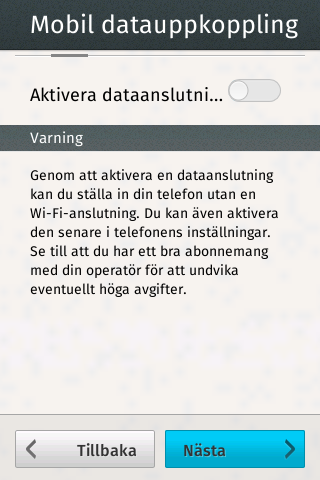 Mobil datauppkoppling
Aktivera dataanslutni...
Varning
Genom att aktivera en dataanslutning
kan du ställa in din telefon utan en
Wi-Fi-anslutning. Du kan även aktivera
den senare i telefonens inställningar.
Se till att du har ett bra abonnemang
med din operatör för att undvika
eventuellt höga avgifter.
Tillbaka
Nästa